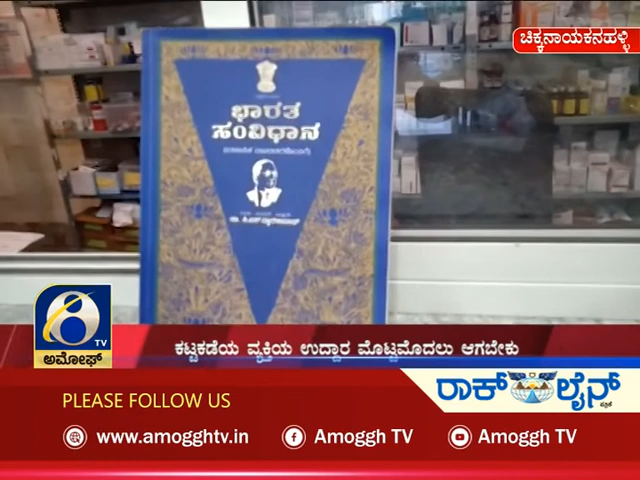 ಚಿಕ್ಕನಾಯಕನಹಳ್ಳಿ
ಭಾರತ
ಸಂವಿಧಾನ
TV
ಅಮೋಘ್
ಕಟ್ಟಕಡೆಯ ವ್ಯಕ್ತಿಯ ಉದ್ದಾರ ಮೊಟ್ಟಮೊದಲು ಆಗಬೇಕು
ರಾಕ್ ಲೈನ್
ಪತ್ರಿಕೆ
PLEASE FOLLOW US
www.amogghtv.in
Amoggh TV
Amoggh TV